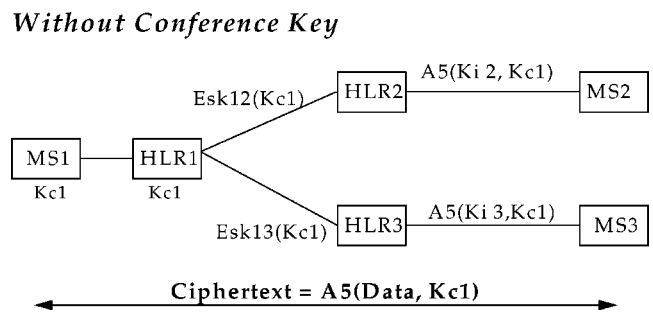 Without Conference Key
A5(Ki 2, Kc1)
Esk12(Kc1)
HLR2
MS2
MS1
HLR1
Kc1
Kc1
HLR3
A5(Ki 3,Kc1)
MS3
Esk13(Kc1)
Ciphertext = A5(Data, Kc1)